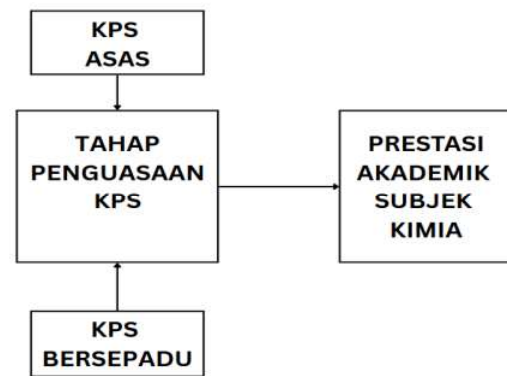 KPS
ASAS
TAHAP
PENGUASAAN
KPS
PRESTASI
AKADEMIK
SUBJEK
KIMIA
KPS
BERSEPADU